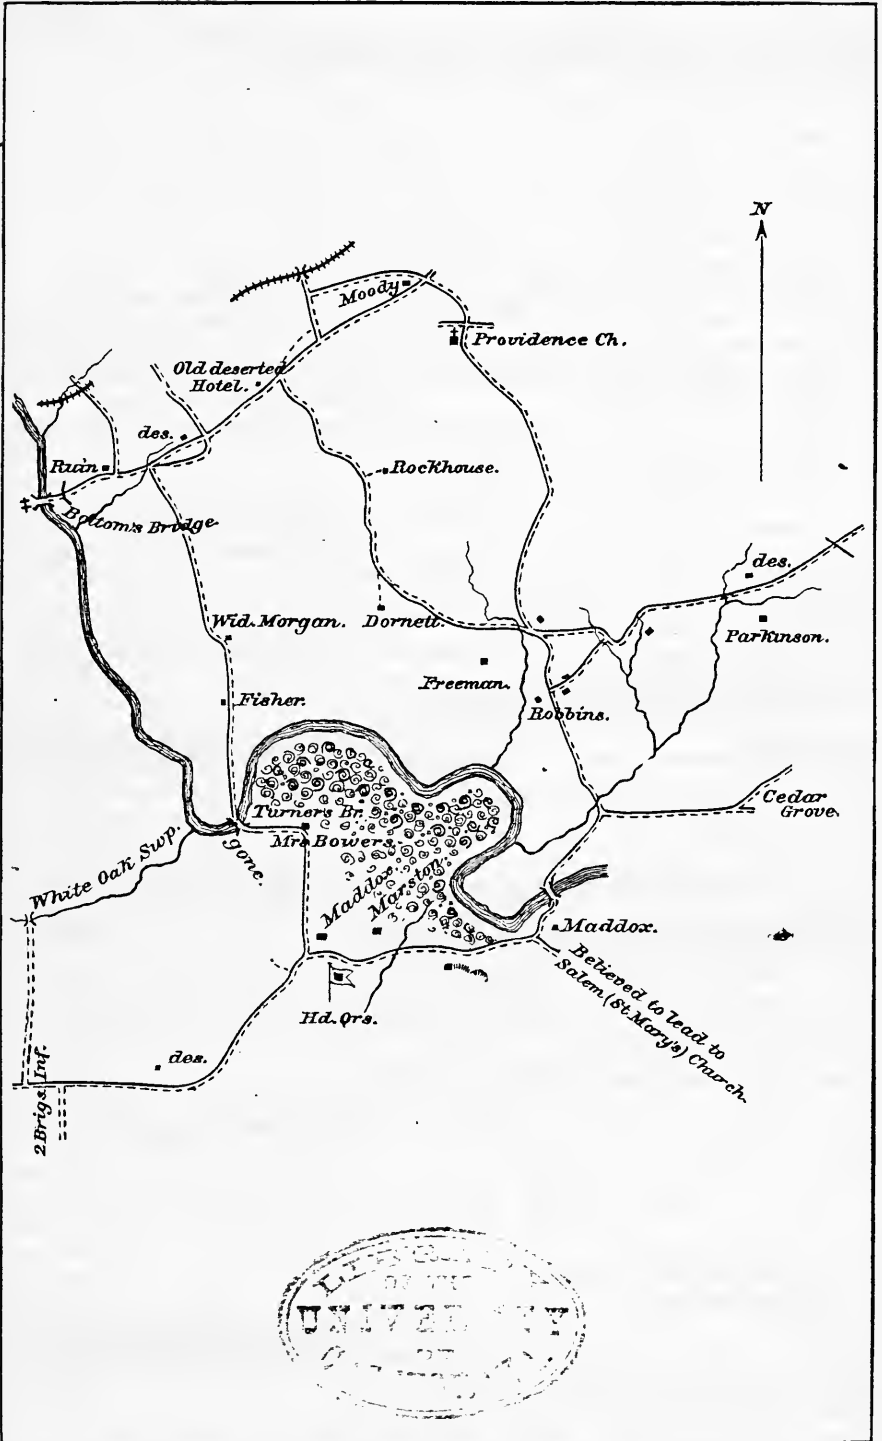 N
Moody
Providence Ch.
Old deserted
Hotel.
des.
Ruin
Rockhouse.
Bottom's Bridge
des.
Wid. Morgan.
Dornett.
Parkinson.
Freeman.
Fisher.
Robbins.
Turner's Br.
Cedar
Grove.
Mrs Bowers.
gone.
White Oak Swp.
Maddox
Marston
Maddox.
Believed to lead to
Salem (St. Mary's) Church.
Hd. Qrs.
des.
2 Brigs. Inf.
UNIVERSITY